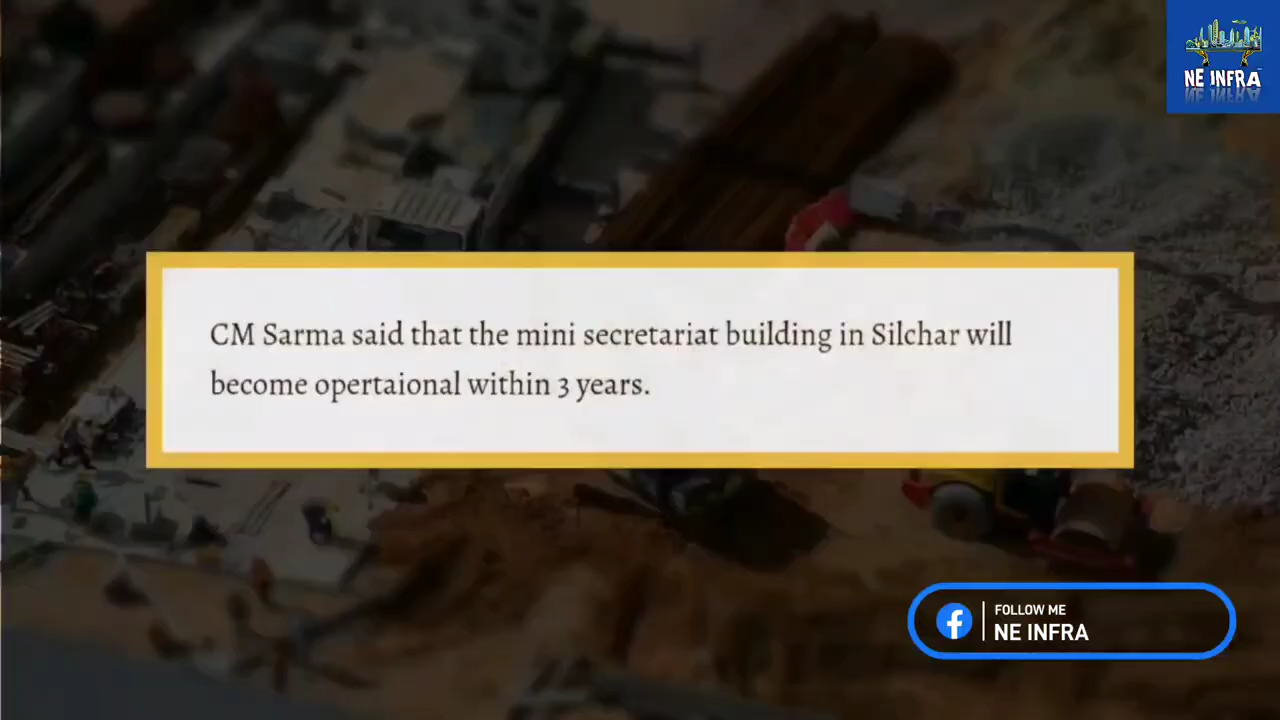 NE INFRA
CM Sarma said that the mini secretariat building in Silchar will
become opertaional within 3 years.
FOLLOW ME
NE INFRA